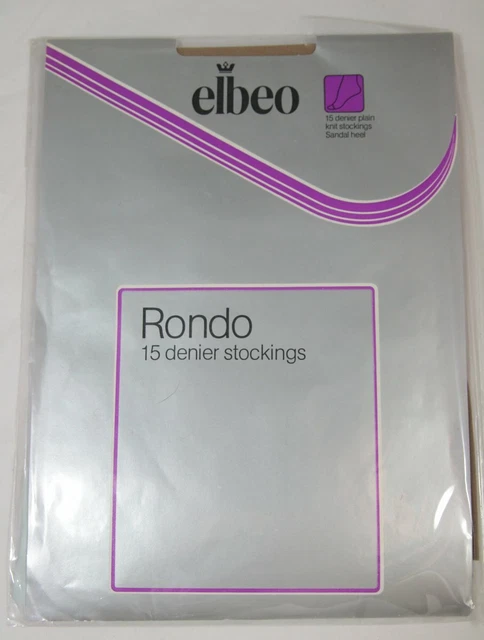 elbeo
15 denier plain
knit stockings
Sandal heel
Rondo
15 denier stockings